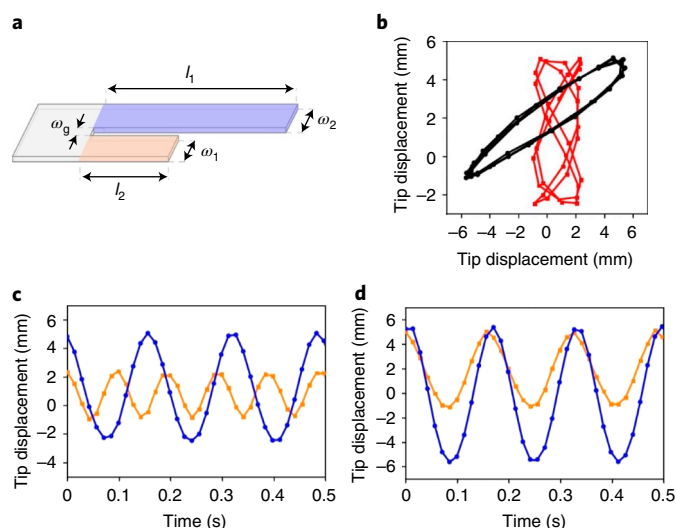 a
l1
ωg
ω2
ω1
l2
b
Tip displacement (mm)
6
4
2
0
−2
−6 −4 −2 0 2 4 6
Tip displacement (mm)
c
Tip displacement (mm)
6
4
2
0
−2
−4
0 0.1 0.2 0.3 0.4 0.5
Time (s)
d
Tip displacement (mm)
6
4
2
0
−2
−4
−6
0 0.1 0.2 0.3 0.4 0.5
Time (s)